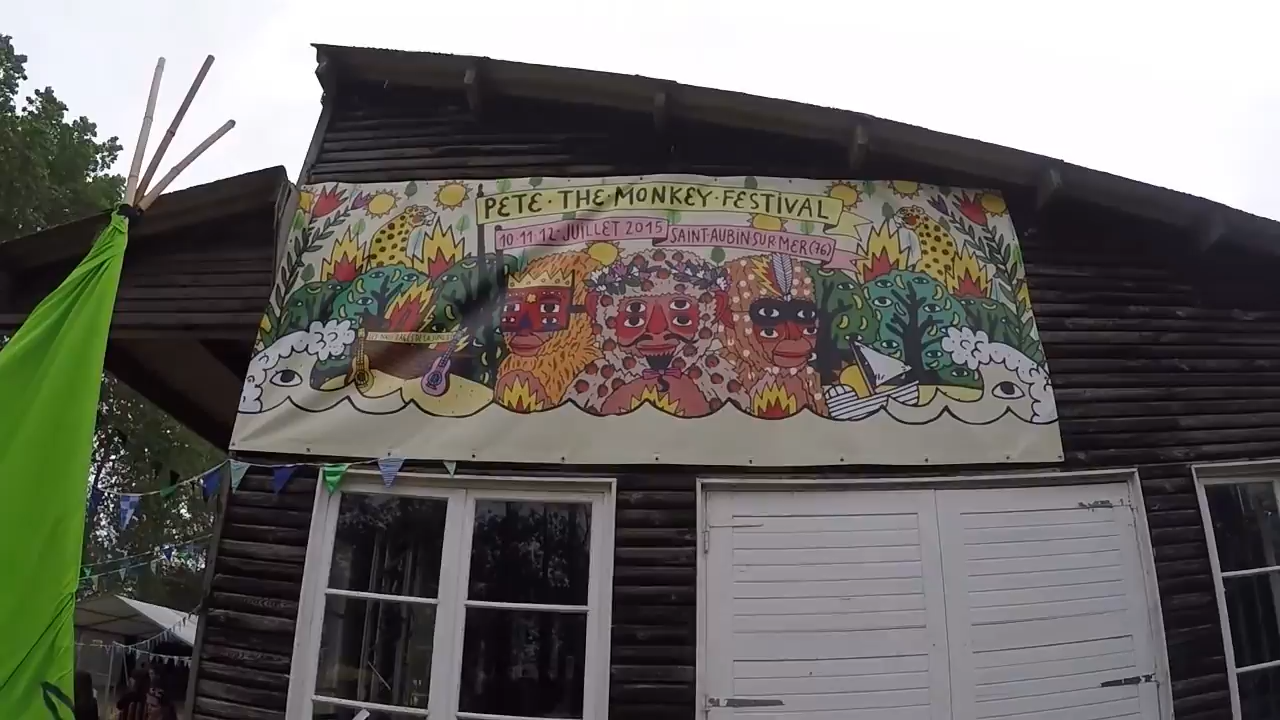 PETE·THE·MONKEY·FESTIVAL
10·11·12·JUILLET 2015 SAINT·AUBIN SUR MER (76)